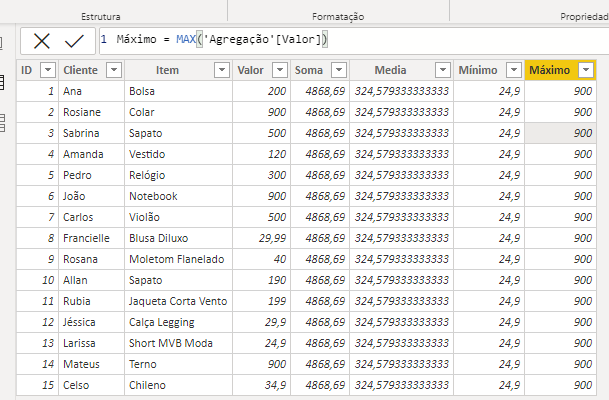 Estrutura Formatação Propriedad
1 Máximo = MAX('Agregação'[Valor])
ID Cliente Item Valor Soma Media Mínimo Máximo
1 Ana Bolsa 200 4868,69 324,579333333333 24,9 900
2 Rosiane Colar 900 4868,69 324,579333333333 24,9 900
3 Sabrina Sapato 500 4868,69 324,579333333333 24,9 900
4 Amanda Vestido 120 4868,69 324,579333333333 24,9 900
5 Pedro Relógio 300 4868,69 324,579333333333 24,9 900
6 João Notebook 900 4868,69 324,579333333333 24,9 900
7 Carlos Violão 500 4868,69 324,579333333333 24,9 900
8 Francielle Blusa Diluxo 29,99 4868,69 324,579333333333 24,9 900
9 Rosana Moletom Flanelado 40 4868,69 324,579333333333 24,9 900
10 Allan Sapato 190 4868,69 324,579333333333 24,9 900
11 Rubia Jaqueta Corta Vento 199 4868,69 324,579333333333 24,9 900
12 Jéssica Calça Legging 29,9 4868,69 324,579333333333 24,9 900
13 Larissa Short MVB Moda 24,9 4868,69 324,579333333333 24,9 900
14 Mateus Terno 900 4868,69 324,579333333333 24,9 900
15 Celso Chileno 34,9 4868,69 324,579333333333 24,9 900